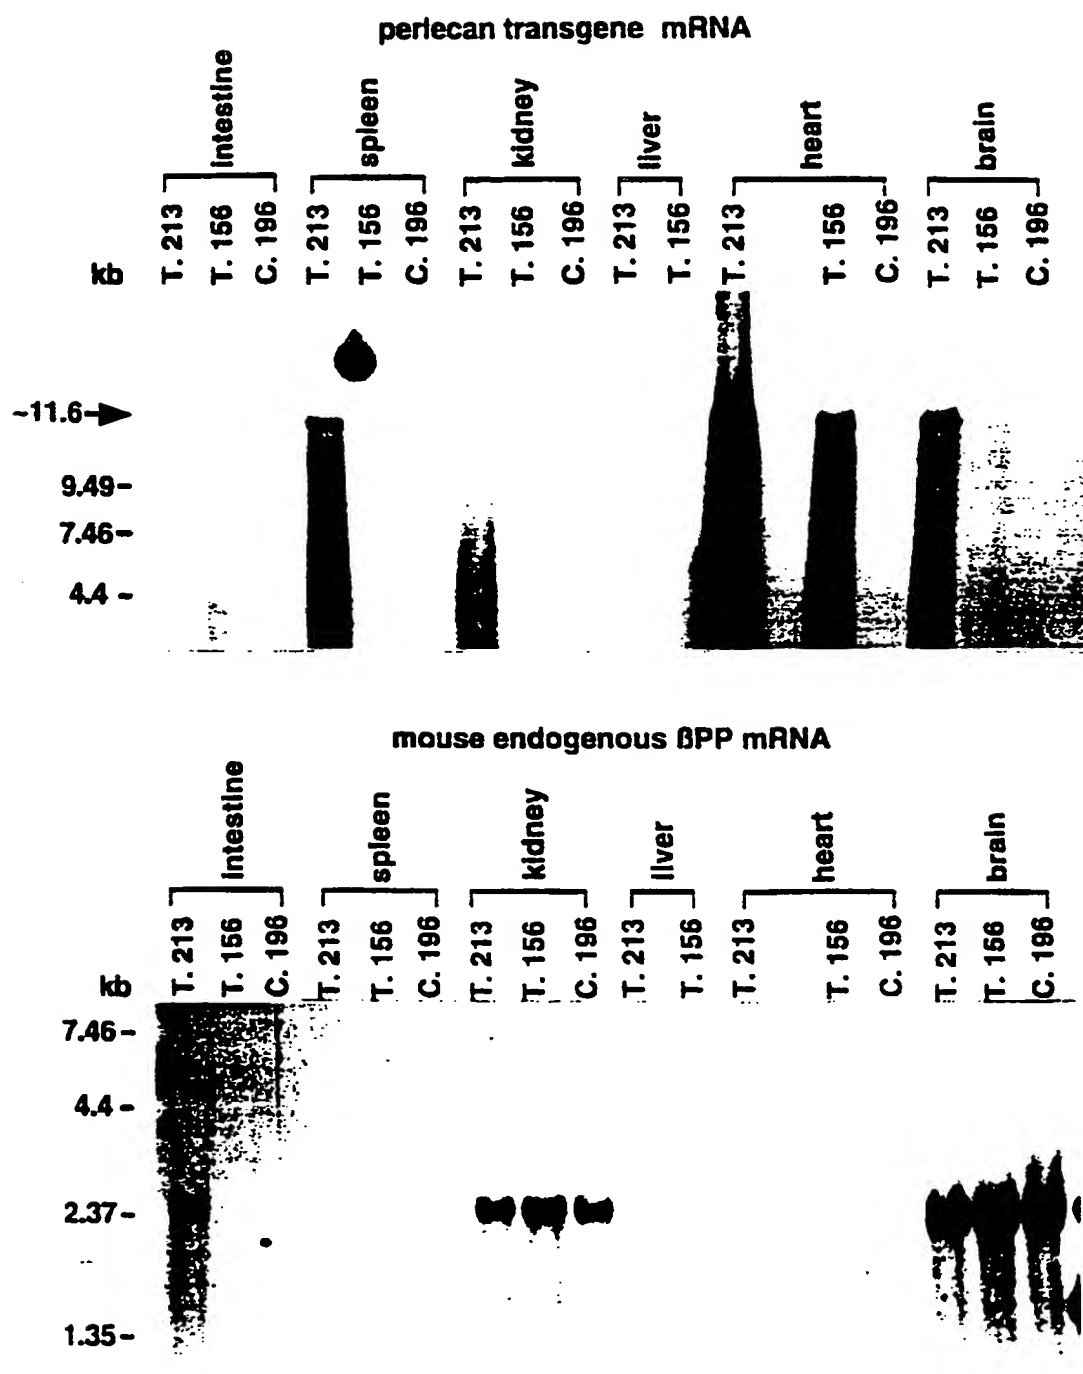 perlecan transgene mRNA
intestine spleen kidney liver heart brain
kb T. 213 T. 156 C. 196 T. 213 T. 156 C. 196 T. 213 T. 156 C. 196 T. 213 T. 156 T. 213 T. 156 C. 196 T. 213 T. 156 C. 196
~11.6
9.49-
7.46-
4.4 -
mouse endogenous βPP mRNA
intestine spleen kidney liver heart brain
kb T. 213 T. 156 C. 196 T. 213 T. 156 C. 196 T. 213 T. 156 C. 196 T. 213 T. 156 T. 213 T. 156 C. 196 T. 213 T. 156 C. 196
7.46-
4.4 -
2.37-
1.35-